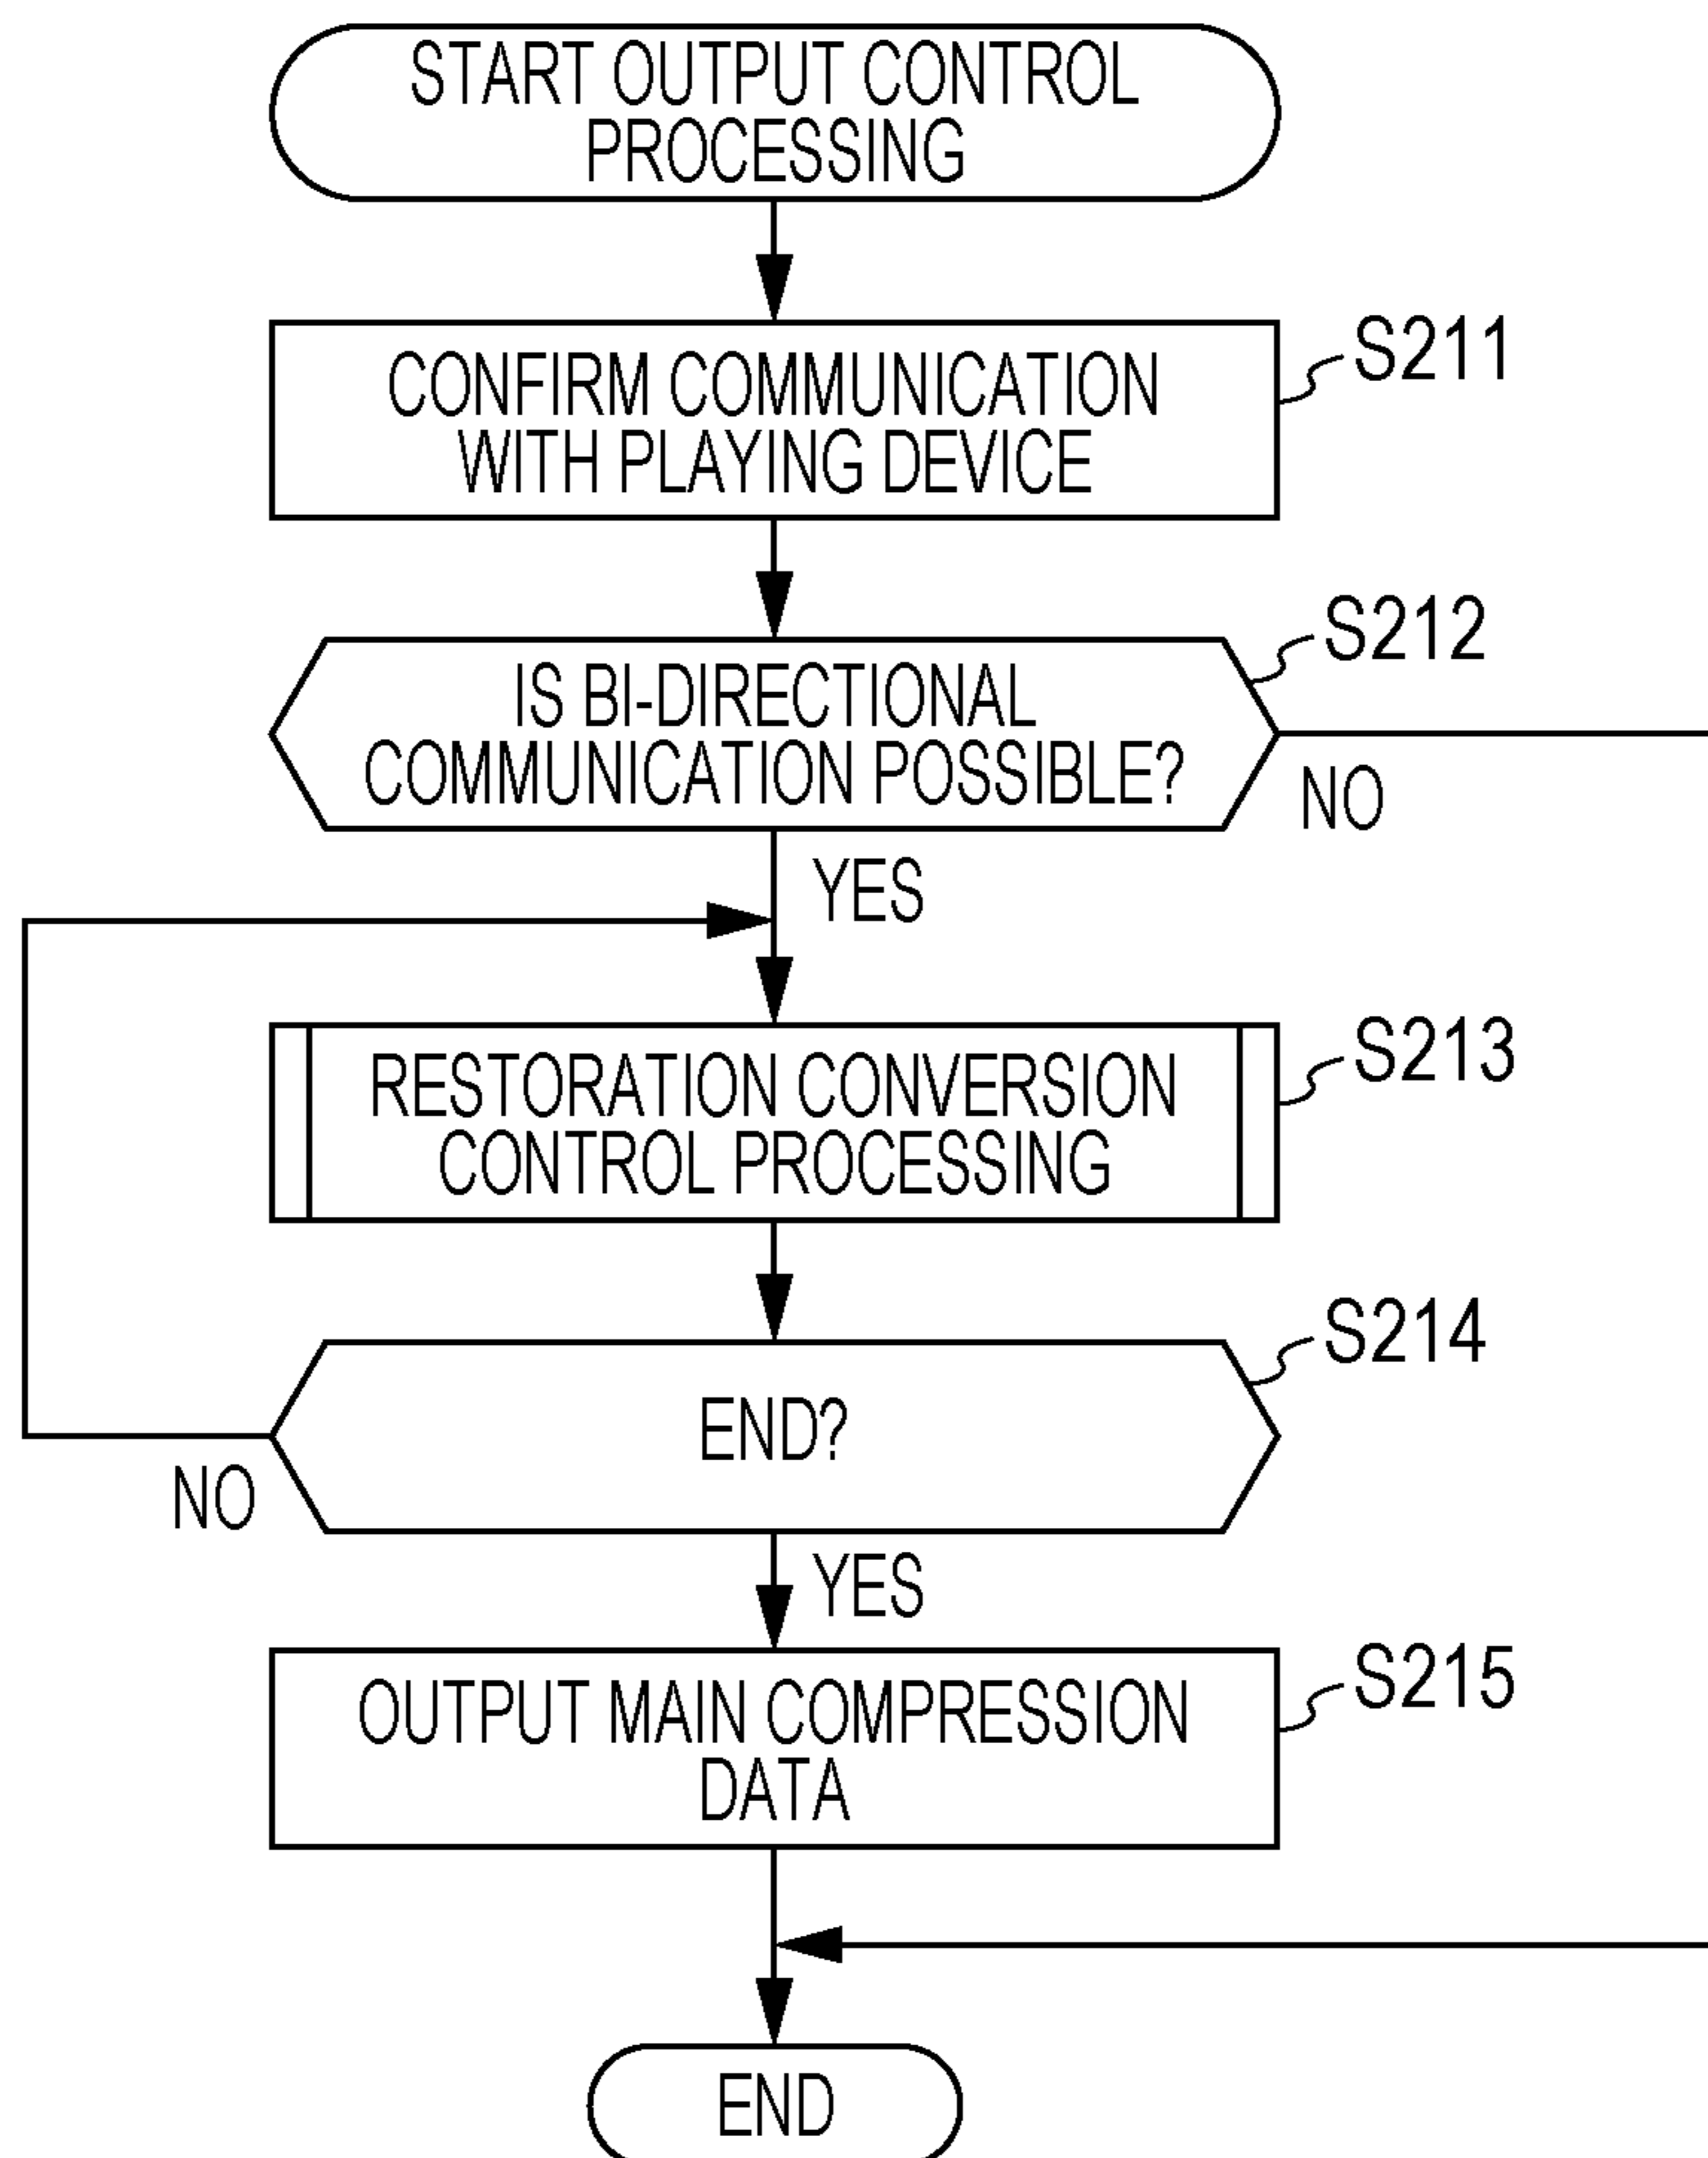 START OUTPUT CONTROL
PROCESSING
CONFIRM COMMUNICATION
WITH PLAYING DEVICE
S211
IS BI-DIRECTIONAL
COMMUNICATION POSSIBLE?
S212
NO
YES
RESTORATION CONVERSION
CONTROL PROCESSING
S213
END?
S214
NO
YES
OUTPUT MAIN COMPRESSION
DATA
S215
END